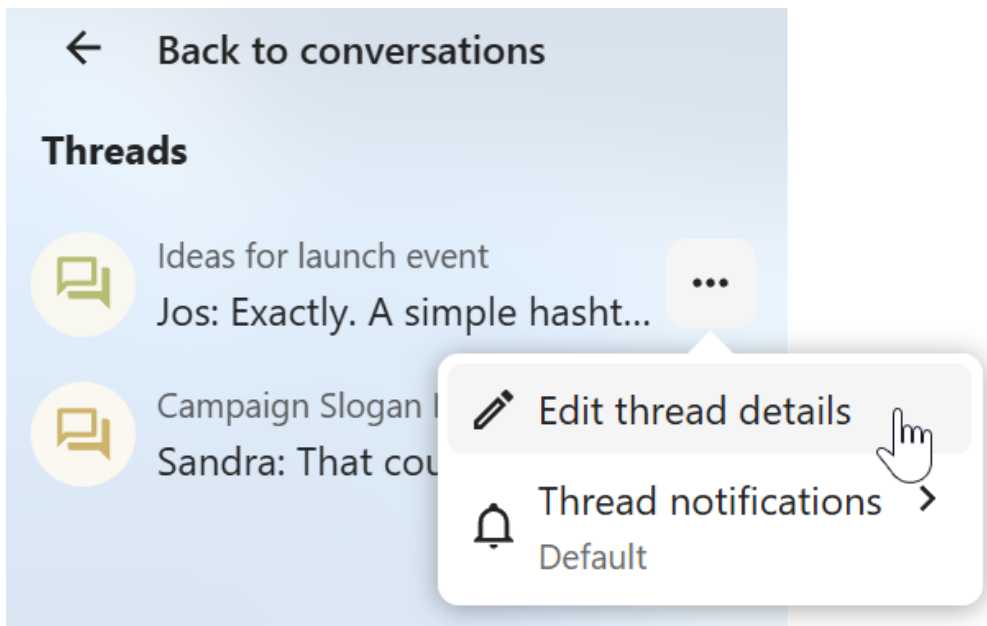 Back to conversations
Threads
Ideas for launch event
Jos: Exactly. A simple hasht...
Campaign Slogan
Sandra: That
Edit thread details
Thread notifications
Default